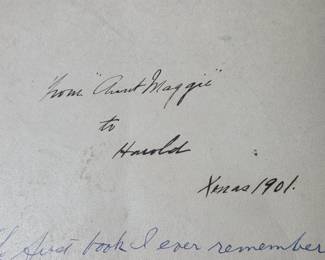 from "Aunt Maggie"
to
Harold
Xmas 1901.
first book I ever remember